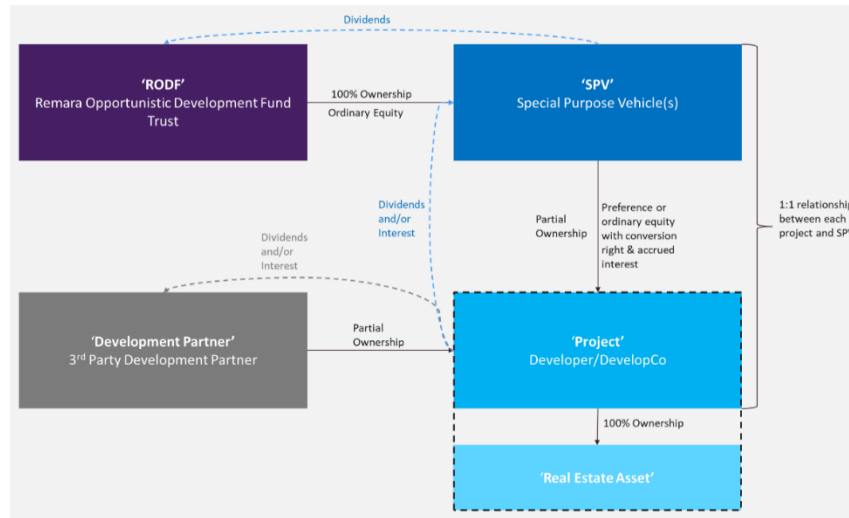 Dividends
'RODF'
Remara Opportunistic Development Fund
Trust
100% Ownership
Ordinary Equity
'SPV'
Special Purpose Vehicle(s)
Dividends
and/or
Interest
Partial
Ownership
Preference or
ordinary equity
with conversion
right & accrued
interest
1:1 relationship
between each
project and SPV
Dividends
and/or
Interest
'Development Partner'
3rd Party Development Partner
Partial
Ownership
'Project'
Developer/DevelopCo
100% Ownership
'Real Estate Asset'